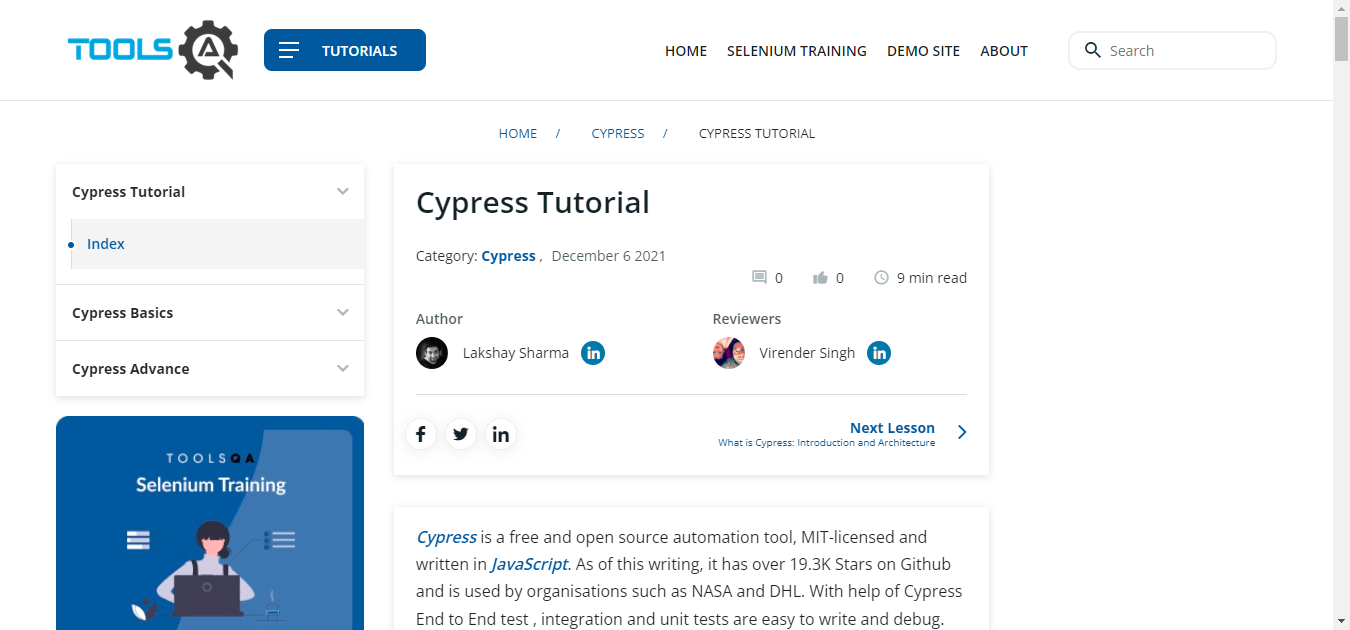 TOOLS QA
TUTORIALS
HOME SELENIUM TRAINING DEMO SITE ABOUT
Search
HOME / CYPRESS / CYPRESS TUTORIAL
Cypress Tutorial
Index
Cypress Basics
Cypress Advance
TOOLSQA
Selenium Training
Cypress Tutorial
Category: Cypress , December 6 2021
0 0 9 min read
Author Reviewers
Lakshay Sharma in Virender Singh in
f in
Next Lesson
What is Cypress: Introduction and Architecture
Cypress is a free and open source automation tool, MIT-licensed and
written in JavaScript. As of this writing, it has over 19.3K Stars on Github
and is used by organisations such as NASA and DHL. With help of Cypress
End to End test , integration and unit tests are easy to write and debug.